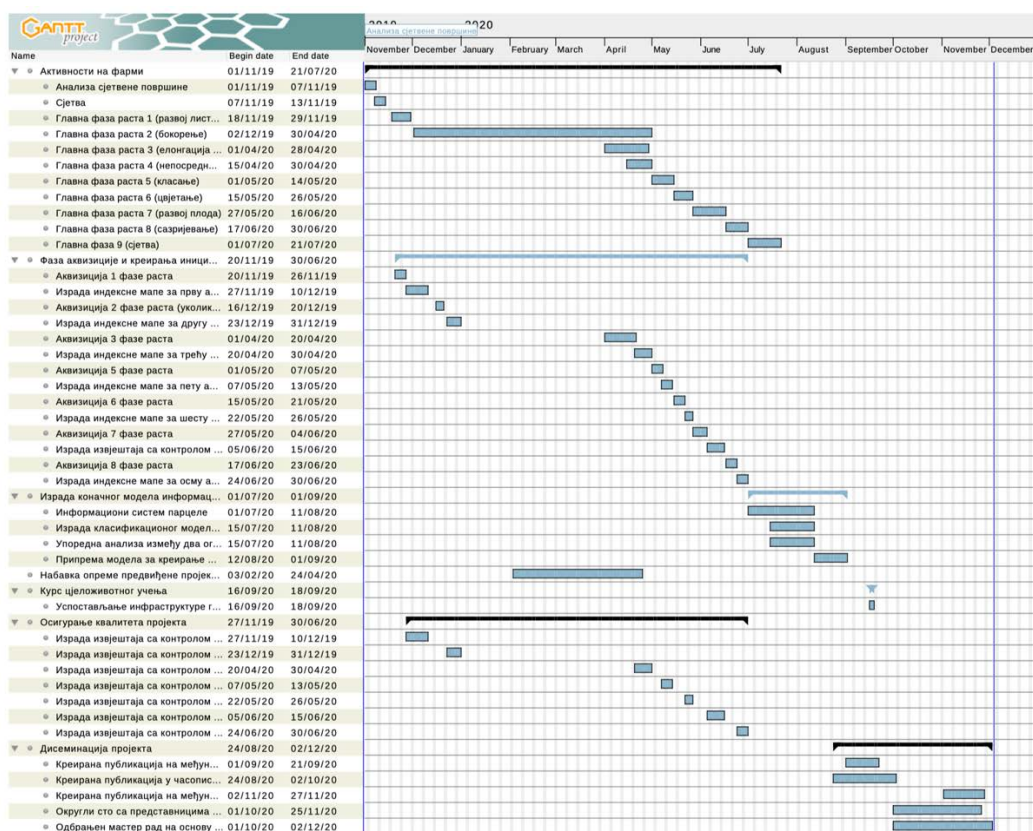 GANTT
project
2019 2020
Анализа сјетвене површине
November December January February March April May June July August September October November December
Name Begin date End date
Активности на фарми 01/11/19 21/07/20
Анализа сјетвене површине 01/11/19 07/11/19
Сјетва 07/11/19 13/11/19
Главна фаза раста 1 (развој лист... 18/11/19 29/11/19
Главна фаза раста 2 (бокорење) 02/12/19 30/04/20
Главна фаза раста 3 (елонгација ... 01/04/20 28/04/20
Главна фаза раста 4 (непосредн... 15/04/20 30/04/20
Главна фаза раста 5 (класање) 01/05/20 14/05/20
Главна фаза раста 6 (цвјетање) 15/05/20 26/05/20
Главна фаза раста 7 (развој плода) 27/05/20 16/06/20
Главна фаза раста 8 (сазријевање) 17/06/20 30/06/20
Главна фаза 9 (сјетва) 01/07/20 21/07/20
Фаза аквизиције и креирања иници... 20/11/19 30/06/20
Аквизиција 1 фазе раста 20/11/19 26/11/19
Израда индексне мапе за прву а... 27/11/19 10/12/19
Аквизиција 2 фазе раста (уколик... 16/12/19 20/12/19
Израда индексне мапе за другу ... 23/12/19 31/12/19
Аквизиција 3 фазе раста 01/04/20 20/04/20
Израда индексне мапе за трећу ... 20/04/20 30/04/20
Аквизиција 5 фазе раста 01/05/20 07/05/20
Израда индексне мапе за пету а... 07/05/20 13/05/20
Аквизиција 6 фазе раста 15/05/20 21/05/20
Израда индексне мапе за шесту ... 22/05/20 26/05/20
Аквизиција 7 фазе раста 27/05/20 04/06/20
Израда извјештаја са контролом ... 05/06/20 15/06/20
Аквизиција 8 фазе раста 17/06/20 23/06/20
Израда индексне мапе за осму а... 24/06/20 30/06/20
Израда коначног модела информац... 01/07/20 01/09/20
Информациони систем парцеле 01/07/20 11/08/20
Израда класификационог модел... 15/07/20 11/08/20
Упоредна анализа између два ог... 15/07/20 11/08/20
Припрема модела за креирање ... 12/08/20 01/09/20
Набавка опреме предвиђене пројек... 03/02/20 24/04/20
Курс цјеложивотног учења 16/09/20 18/09/20
Успостављање инфраструктуре г... 16/09/20 18/09/20
Осигурање квалитета пројекта 27/11/19 30/06/20
Израда извјештаја са контролом ... 27/11/19 10/12/19
Израда извјештаја са контролом ... 23/12/19 31/12/19
Израда извјештаја са контролом ... 20/04/20 30/04/20
Израда извјештаја са контролом ... 07/05/20 13/05/20
Израда извјештаја са контролом ... 22/05/20 26/05/20
Израда извјештаја са контролом ... 05/06/20 15/06/20
Израда извјештаја са контролом ... 24/06/20 30/06/20
Дисеминација пројекта 24/08/20 02/12/20
Креирана публикација на међун... 01/09/20 21/09/20
Креирана публикација у часопис... 24/08/20 02/10/20
Креирана публикација на међун... 02/11/20 27/11/20
Округли сто са представницима ... 01/10/20 25/11/20
Одбрањен мастер рад на основу ... 01/10/20 02/12/20